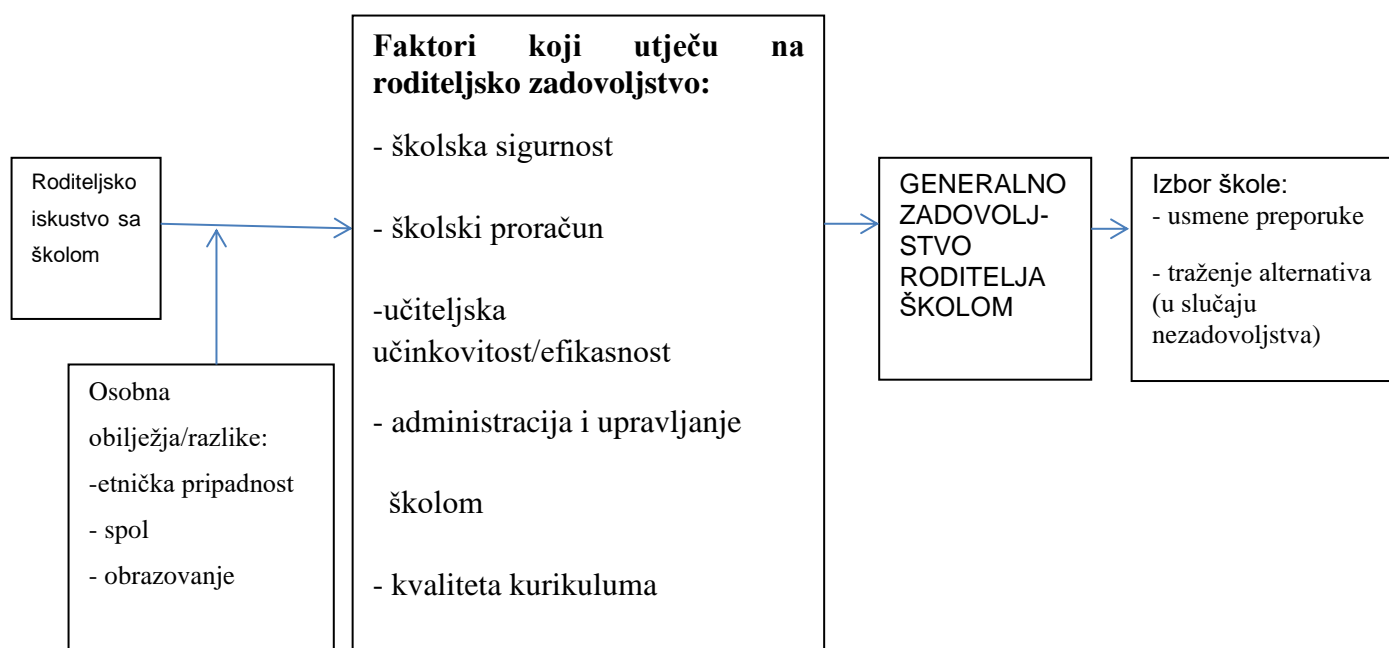 Roditeljsko
iskustvo sa
školom
Osobna
obilježja/razlike:
-etnička pripadnost
- spol
- obrazovanje
Faktori koji utječu na
roditeljsko zadovoljstvo:
- školska sigurnost
- školski proračun
-učiteljska
učinkovitost/efikasnost
- administracija i upravljanje
školom
- kvaliteta kurikuluma
GENERALNO
ZADOVOLJ-
STVO
RODITELJA
ŠKOLOM
Izbor škole:
- usmene preporuke
- traženje alternativa
(u slučaju
nezadovoljstva)